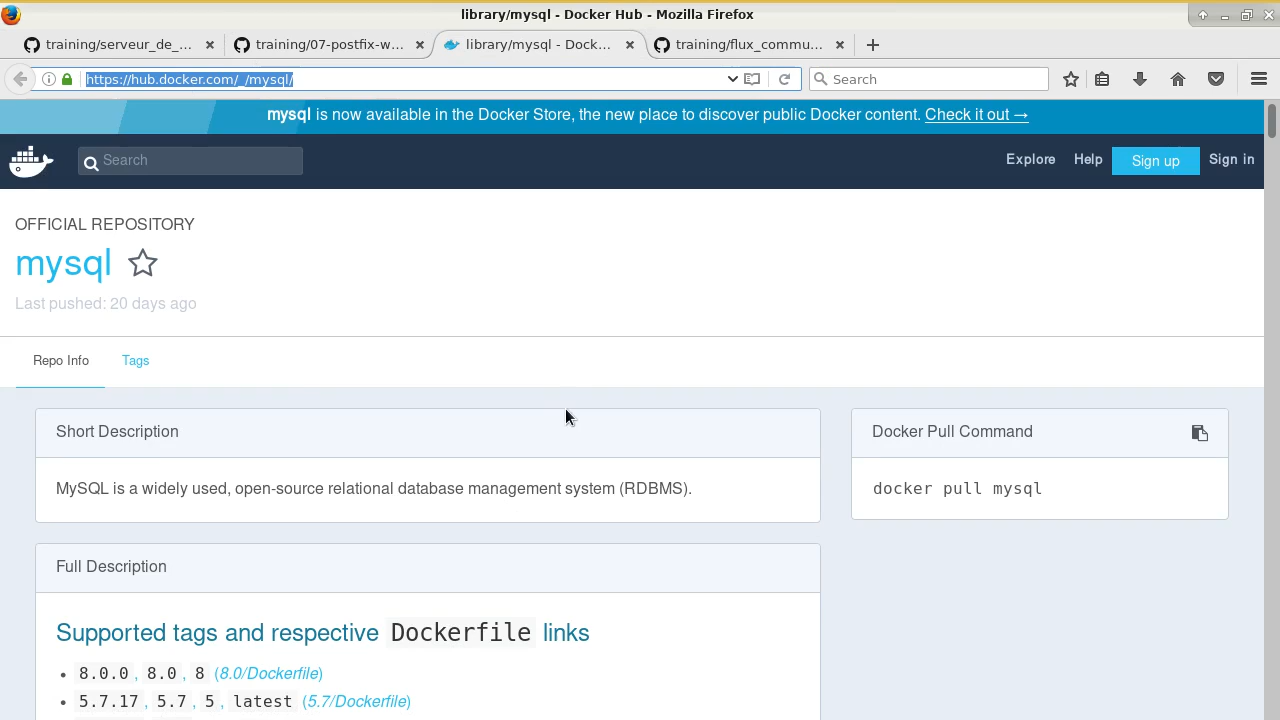 library/mysql - Docker Hub - Mozilla Firefox
training/serveur_de_...
training/07-postfix-w...
library/mysql - Dock...
training/flux_commu...
https://hub.docker.com/_/mysql/
Search
mysql is now available in the Docker Store, the new place to discover public Docker content. Check it out →
Search
Explore
Help
Sign up
Sign in
OFFICIAL REPOSITORY
mysql
Last pushed: 20 days ago
Repo Info
Tags
Short Description
MySQL is a widely used, open-source relational database management system (RDBMS).
Docker Pull Command
docker pull mysql
Full Description
Supported tags and respective Dockerfile links
• 8.0.0 , 8.0 , 8 (8.0/Dockerfile)
• 5.7.17 , 5.7 , 5 , latest (5.7/Dockerfile)